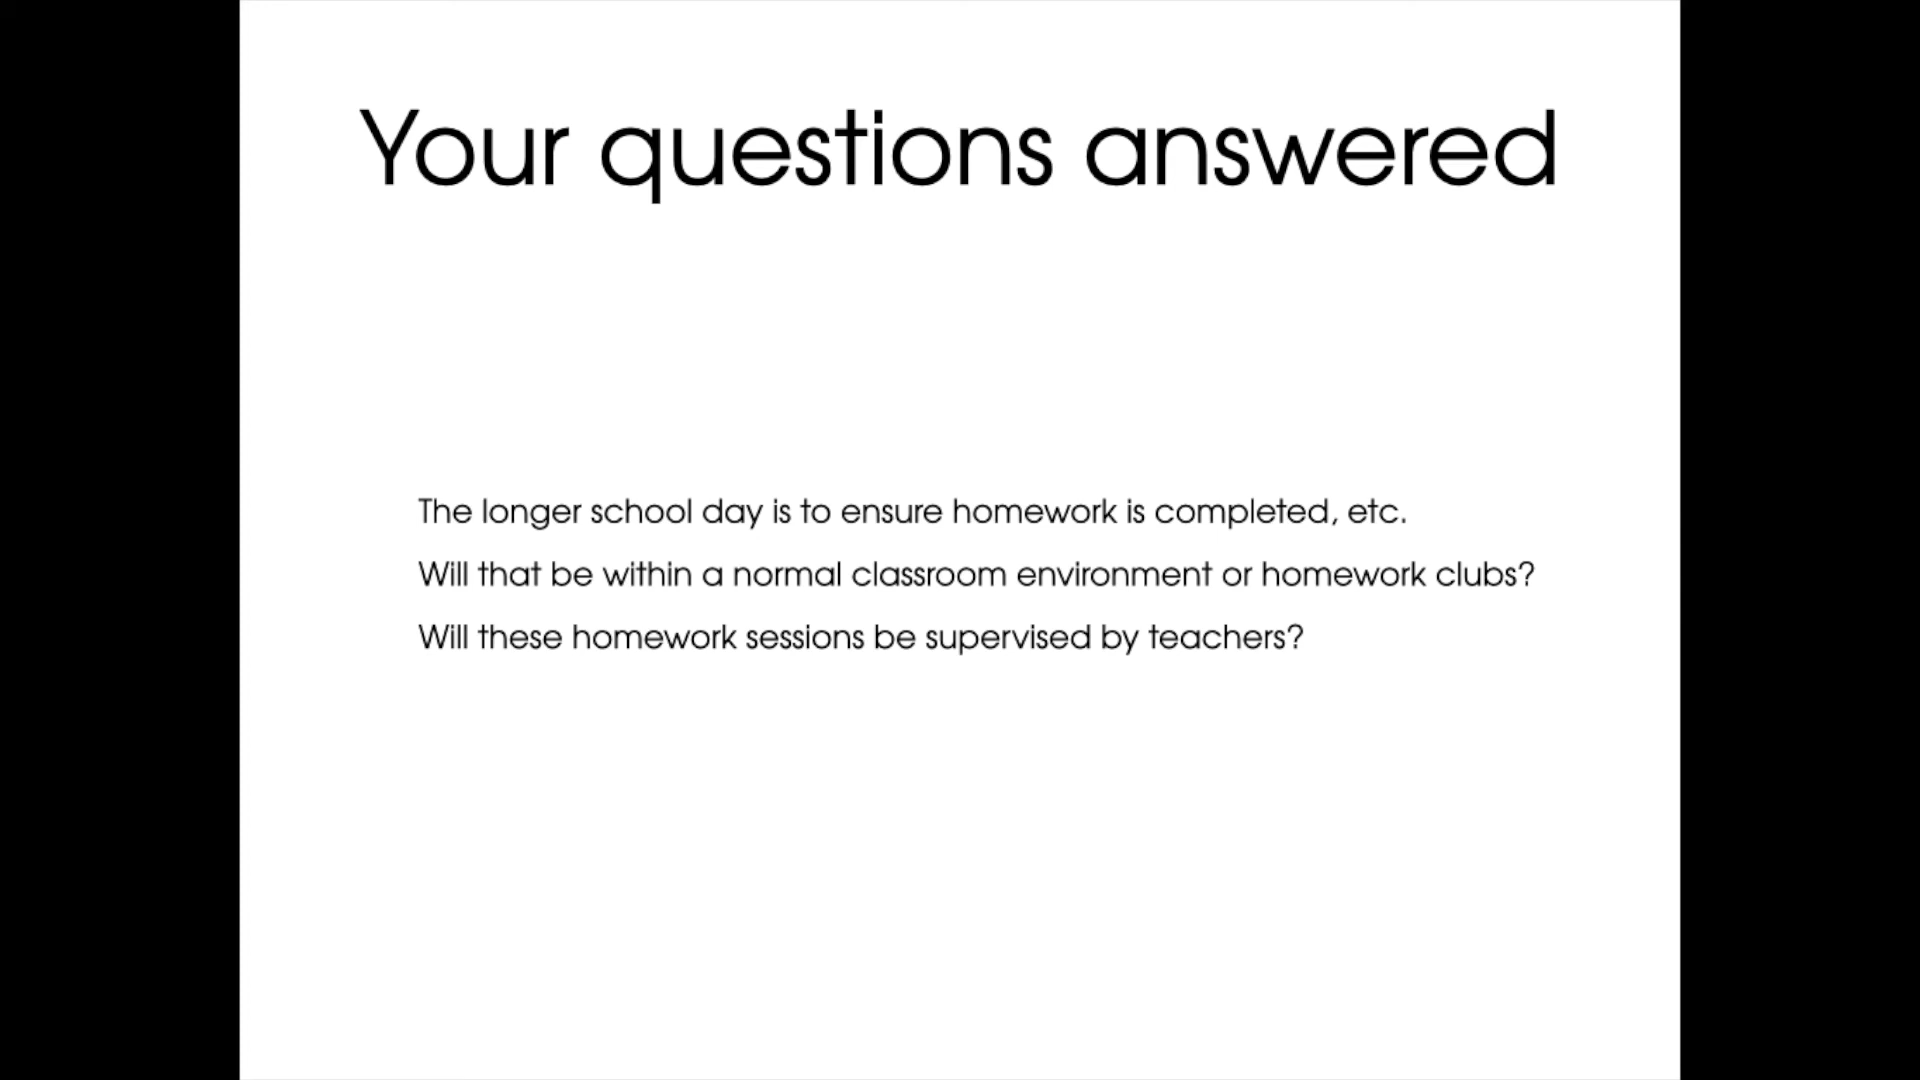 Your questions answered
The longer school day is to ensure homework is completed, etc.
Will that be within a normal classroom environment or homework clubs?
Will these homework sessions be supervised by teachers?